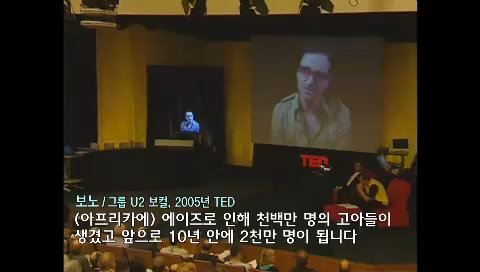 TED
보노 / 그룹 U2 보컬, 2005년 TED
(아프리카에) 에이즈로 인해 천백만 명의 고아들이
생겼고 앞으로 10년 안에 2천만 명이 됩니다